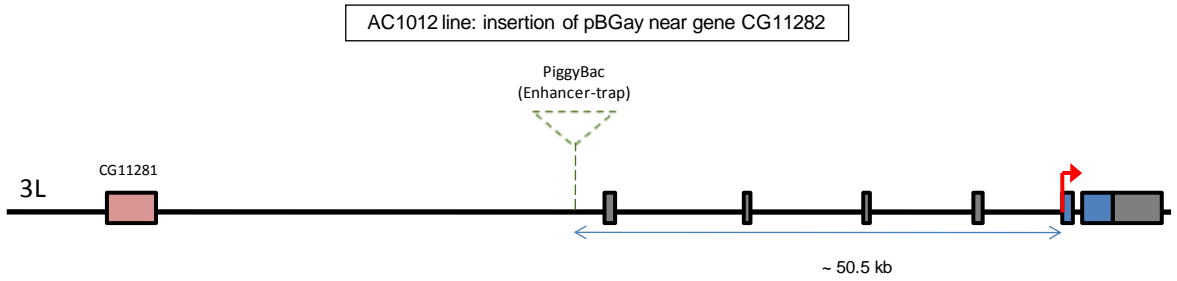 AC1012 line: insertion of pBGay near gene CG11282
PiggyBac
(Enhancer-trap)
CG11281
3L
~ 50.5 kb